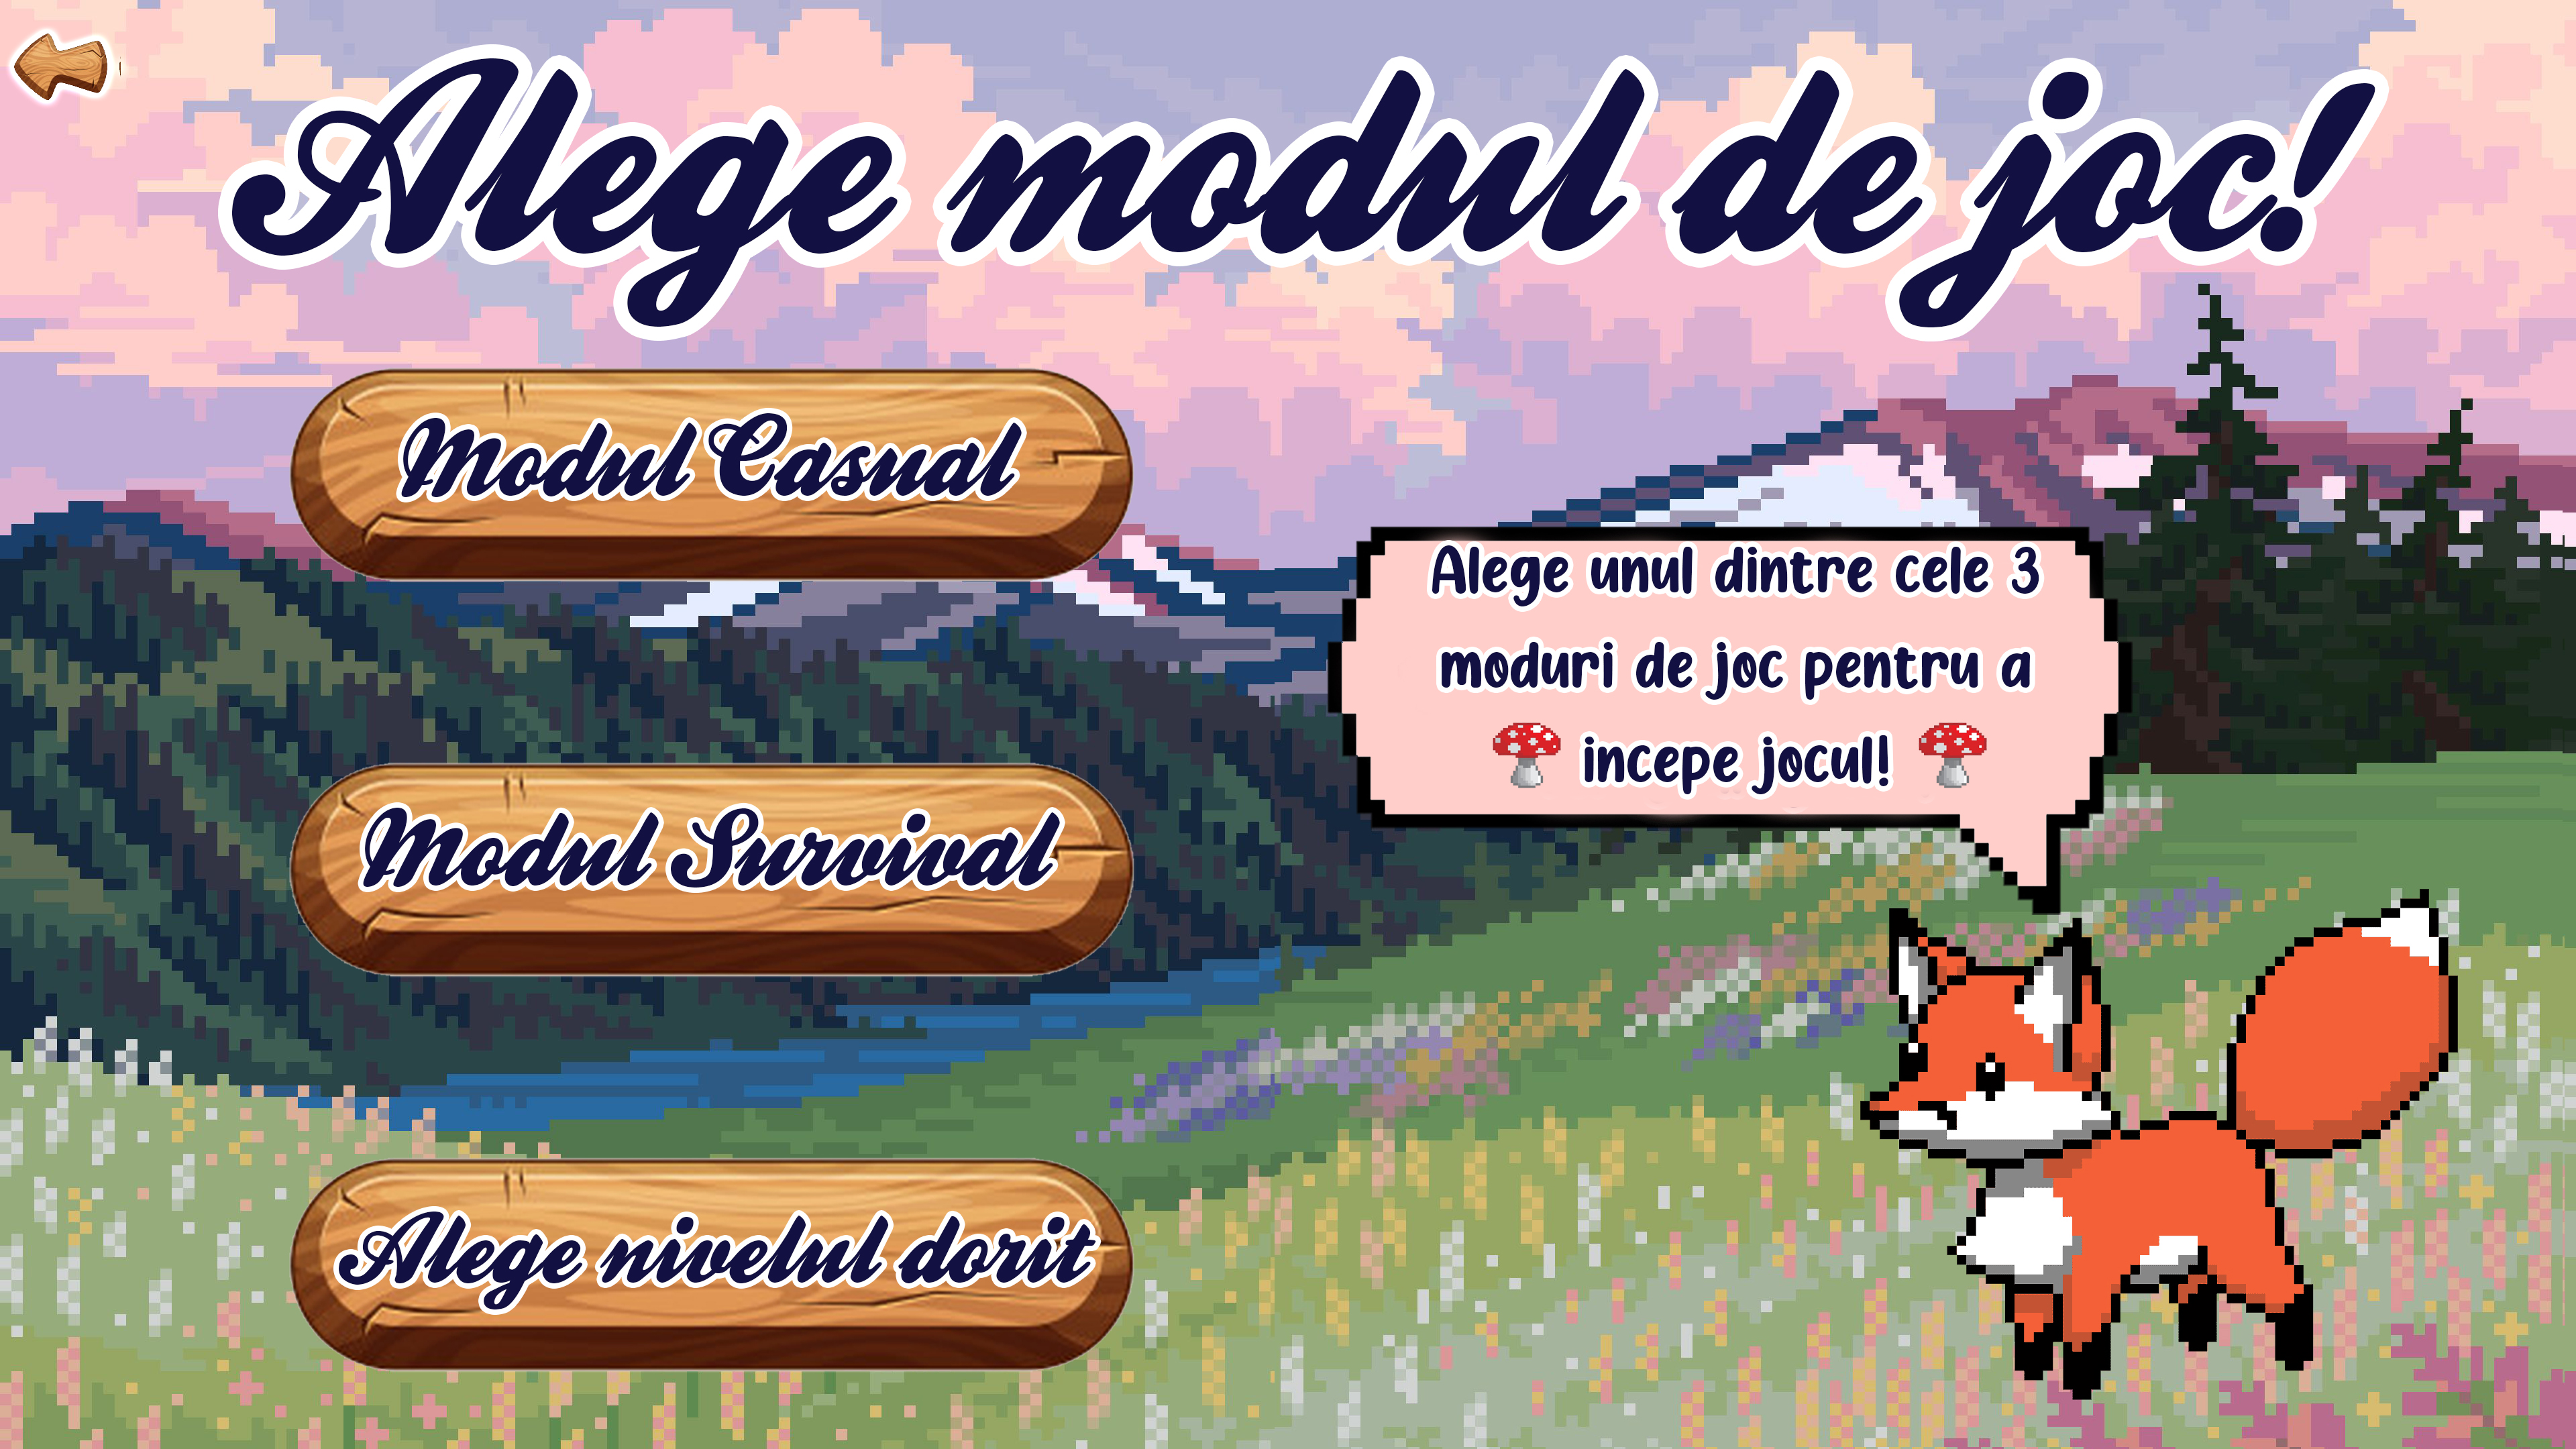 Alege modul de joc!
Modul Casual
Alege unul dintre cele 3
moduri de joc pentru a
incepe jocul!
Modul Survival
Alege nivelul dorit